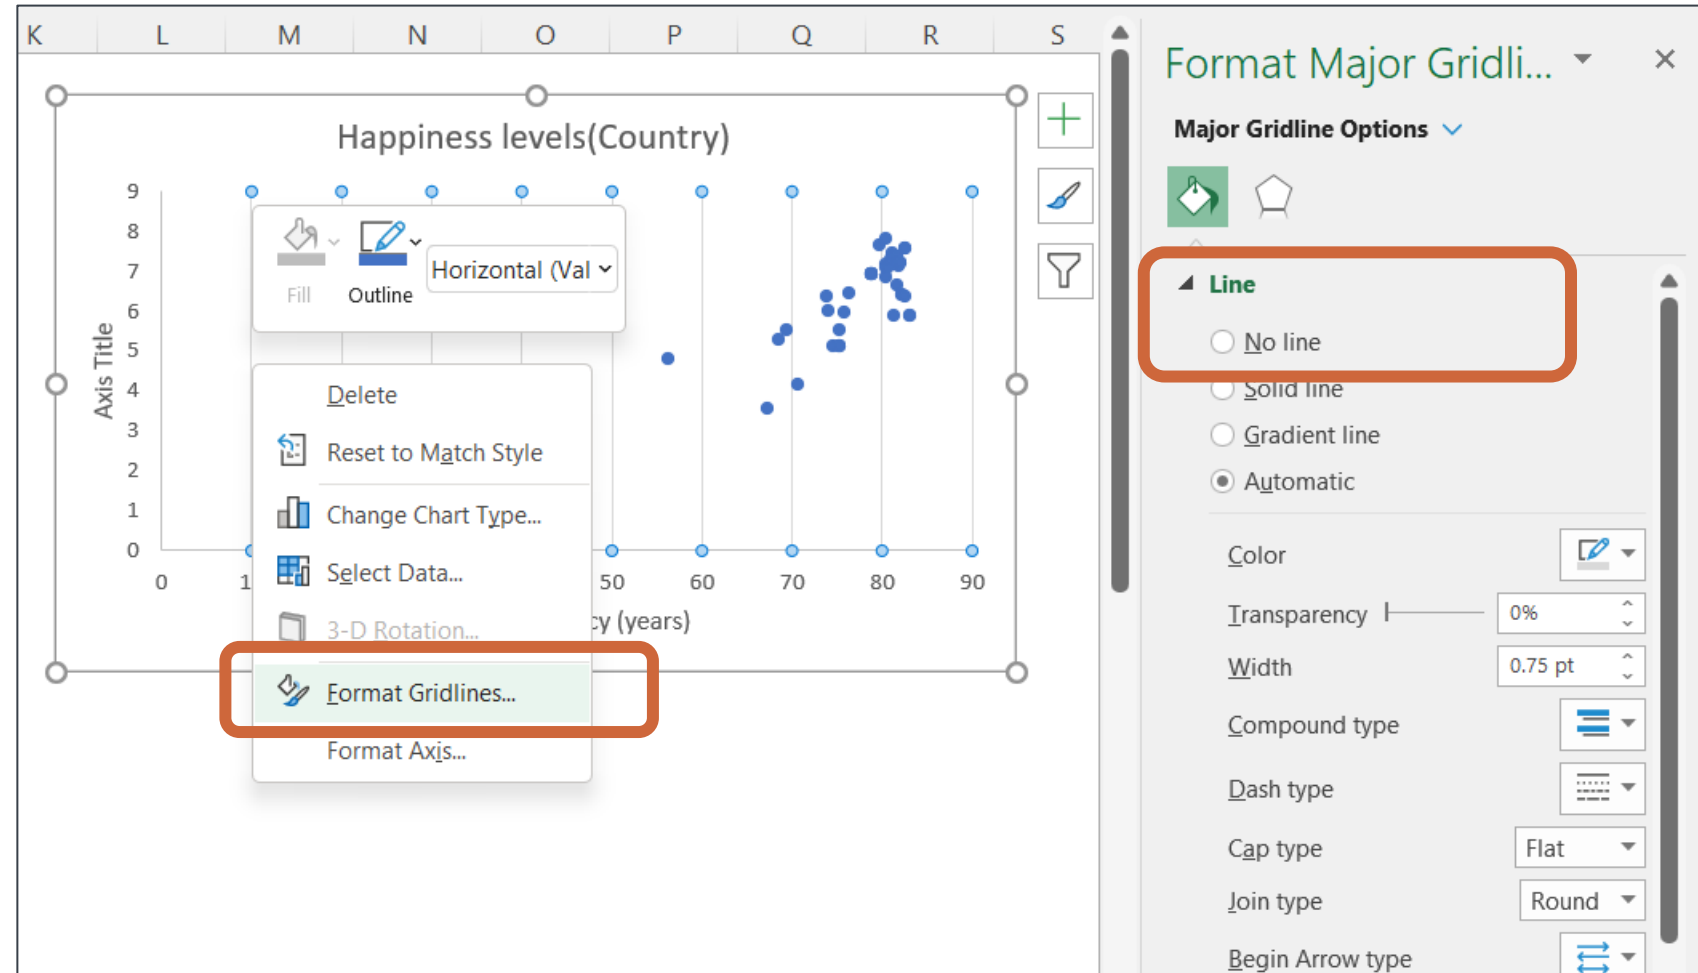 K L M N O P Q R S
Format Major Gridli...
Major Gridline Options
Happiness levels(Country)
9
8
7
6
5
4
3
2
1
0
Axis Title
0 1 50 60 70 80 90
cy (years)
Fill
Outline
Horizontal (Val
Delete
Reset to Match Style
Change Chart Type...
Select Data...
3-D Rotation...
Format Gridlines...
Format Axis...
Line
No line
Solid line
Gradient line
Automatic
Color
Transparency 0%
Width 0.75 pt
Compound type
Dash type
Cap type Flat
Join type Round
Begin Arrow type